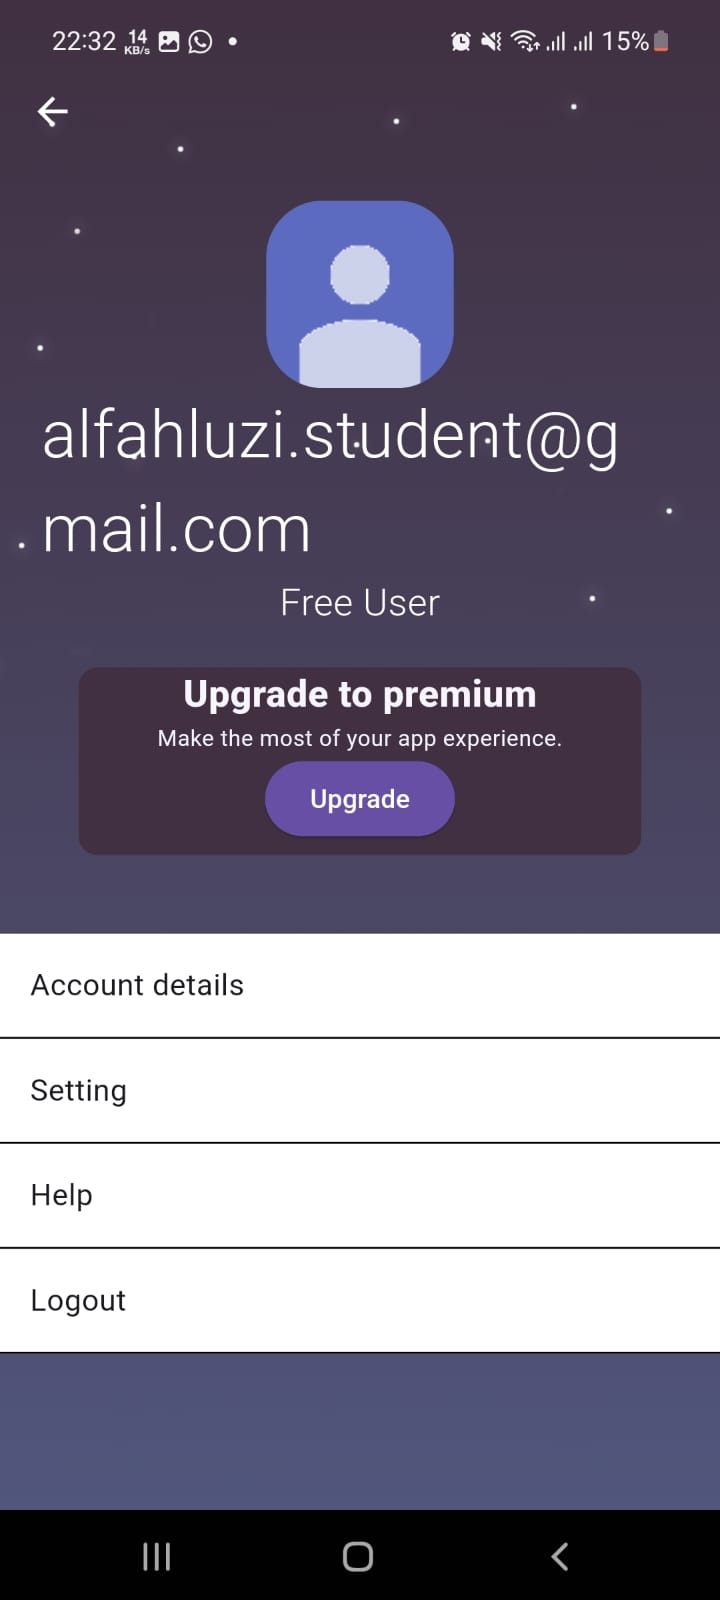 22:32 14 KB/s 15%
alfahluzi.student@g
mail.com
Free User
Upgrade to premium
Make the most of your app experience.
Upgrade
Account details
Setting
Help
Logout